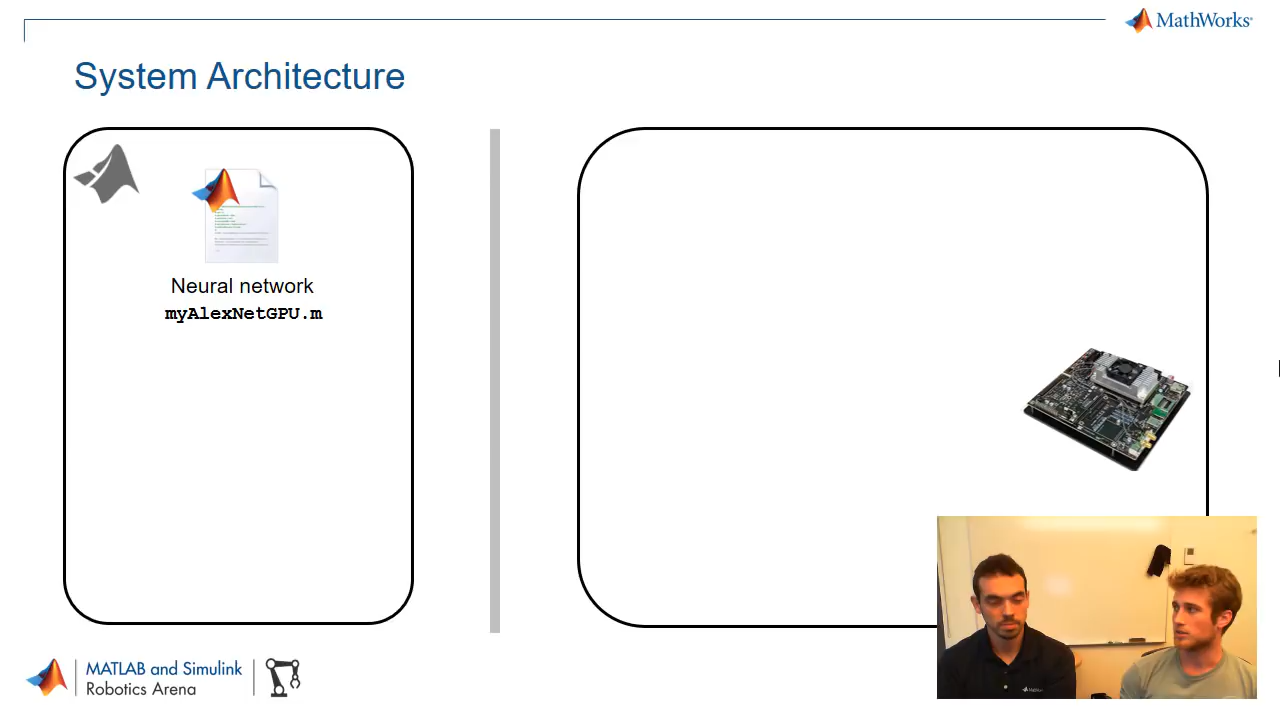 MathWorks
System Architecture
Neural network
myAlexNetGPU.m
MATLAB and Simulink
Robotics Arena